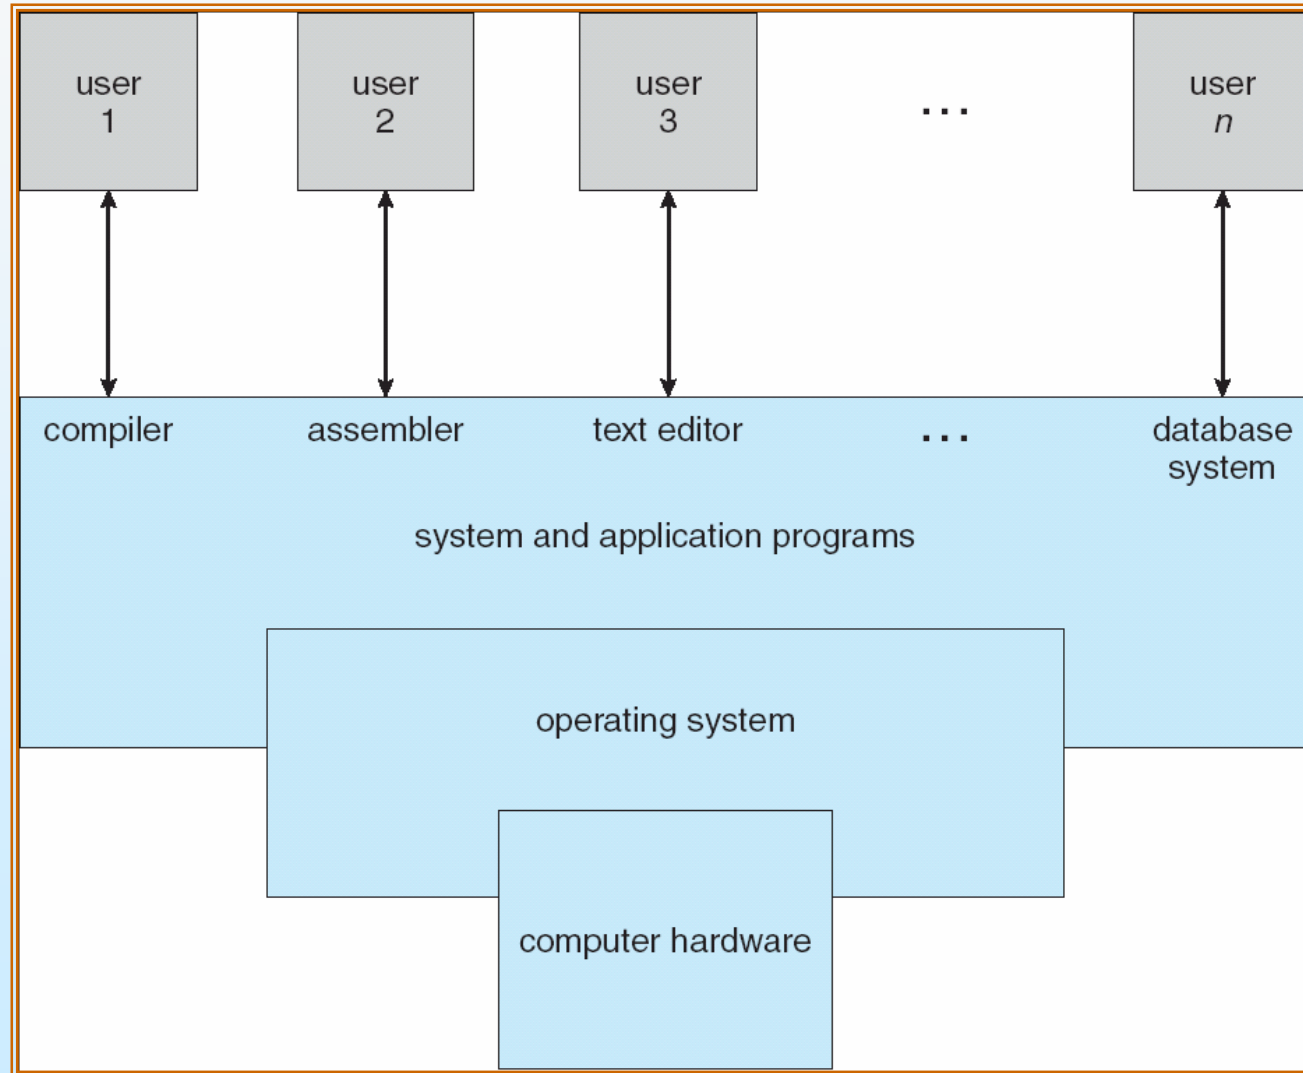 user
1
user
2
user
3
...
user
n
compiler
assembler
text editor
...
database
system
system and application programs
operating system
computer hardware